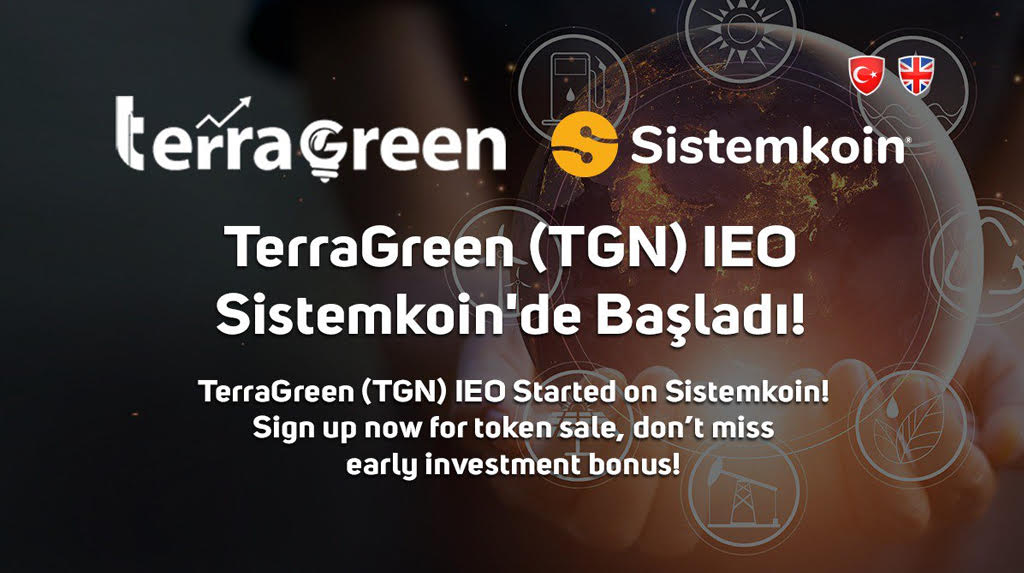 terraGreen
Sistemkoin®
TerraGreen (TGN) IEO
Sistemkoin'de Başladı!
TerraGreen (TGN) IEO Started on Sistemkoin!
Sign up now for token sale, don’t miss
early investment bonus!